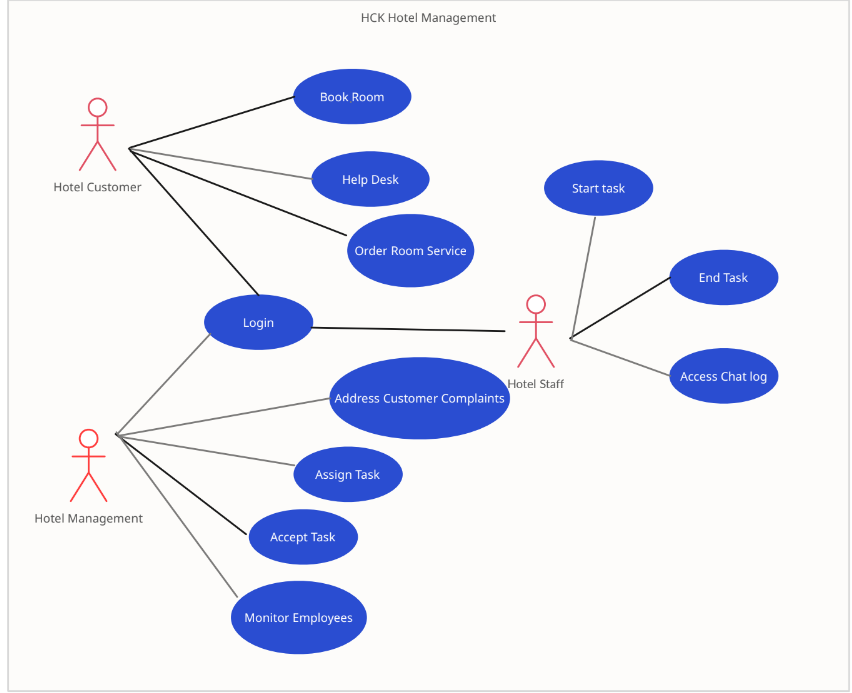 HCK Hotel Management
Book Room
Help Desk
Hotel Customer
Start task
Order Room Service
End Task
Login
Access Chat log
Hotel Staff
Address Customer Complaints
Assign Task
Hotel Management
Accept Task
Monitor Employees